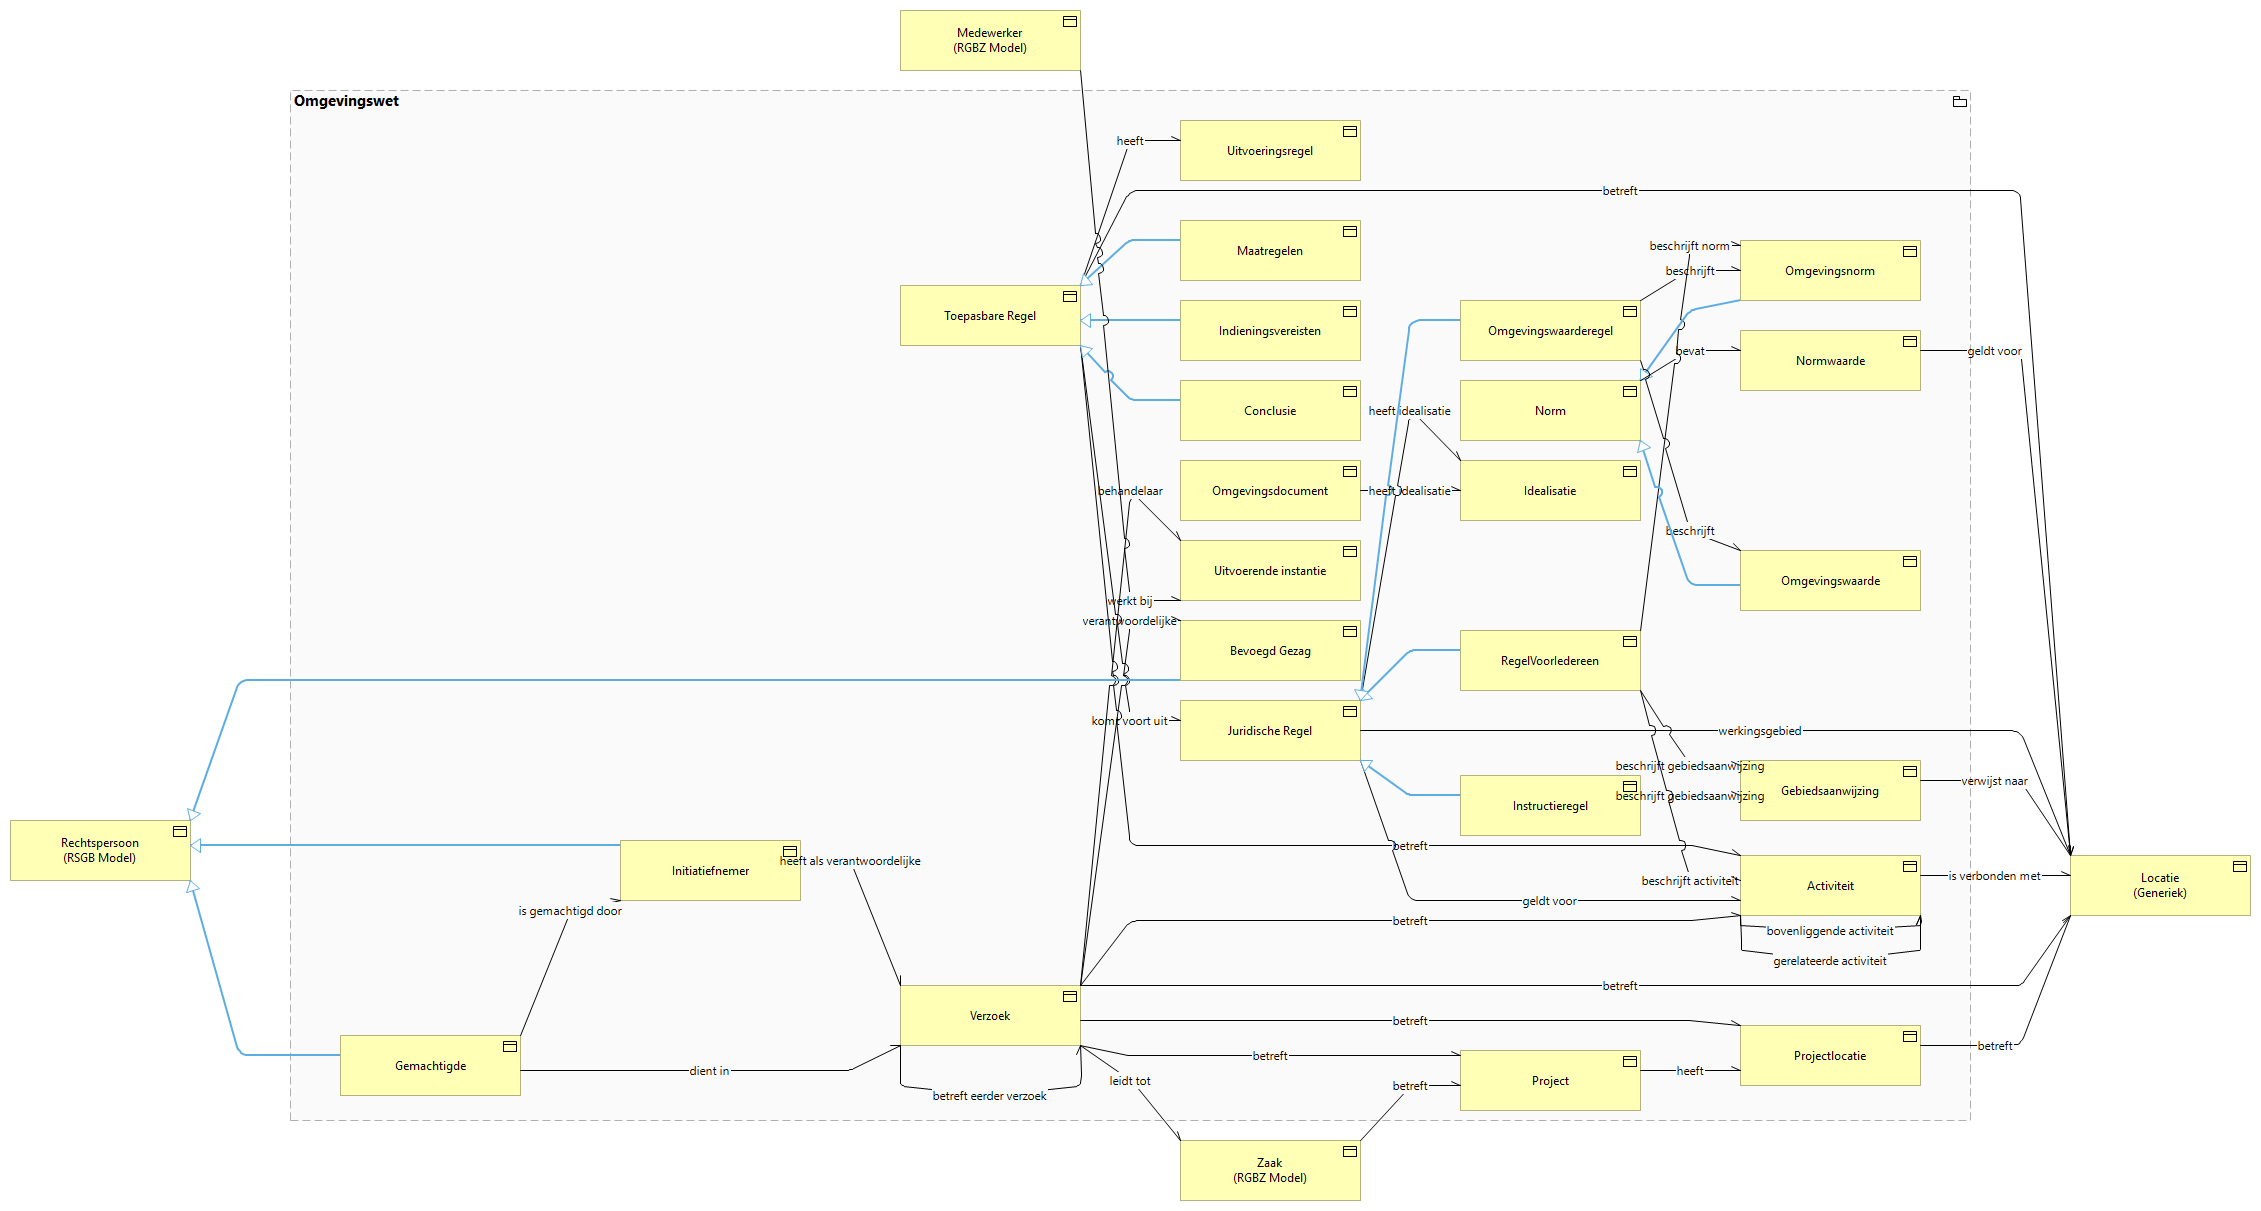 Medewerker
(RGBZ Model)
Omgevingswet
heeft
Uitvoeringsregel
betreft
Maatregelen
beschrijft norm
beschrijft
Omgevingsnorm
Toepasbare Regel
Indieningsvereisten
Omgevingswaarderegel
bevat
Normwaarde
geldt voor
Conclusie
heeft idealisatie
Norm
behandelaar
Omgevingsdocument
heeft idealisatie
Idealisatie
beschrijft
Uitvoerende instantie
Omgevingswaarde
werkt bij
verantwoordelijke
Bevoegd Gezag
RegelVoorIedereen
komt voort uit
Juridische Regel
werkingsgebied
beschrijft gebiedsaanwijzing
beschrijft gebiedsaanwijzing
Gebiedsaanwijzing
verwijst naar
Instructieregel
Rechtspersoon
(RSGB Model)
Initiatiefnemer
heeft als verantwoordelijke
betreft
beschrijft activiteit
Activiteit
is verbonden met
Locatie
(Generiek)
is gemachtigd door
geldt voor
betreft
bovenliggende activiteit
gerelateerde activiteit
betreft
Verzoek
betreft
Gemachtigde
dient in
betreft eerder verzoek
leidt tot
betreft
betreft
Project
heeft
Projectlocatie
betreft
Zaak
(RGBZ Model)